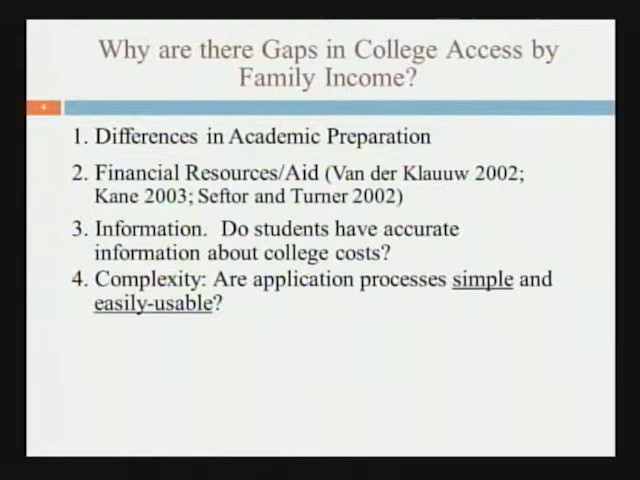 Why are there Gaps in College Access by
Family Income?
4
1. Differences in Academic Preparation
2. Financial Resources/Aid (Van der Klauuw 2002;
Kane 2003; Seftor and Turner 2002)
3. Information. Do students have accurate
information about college costs?
4. Complexity: Are application processes simple and
easily-usable?